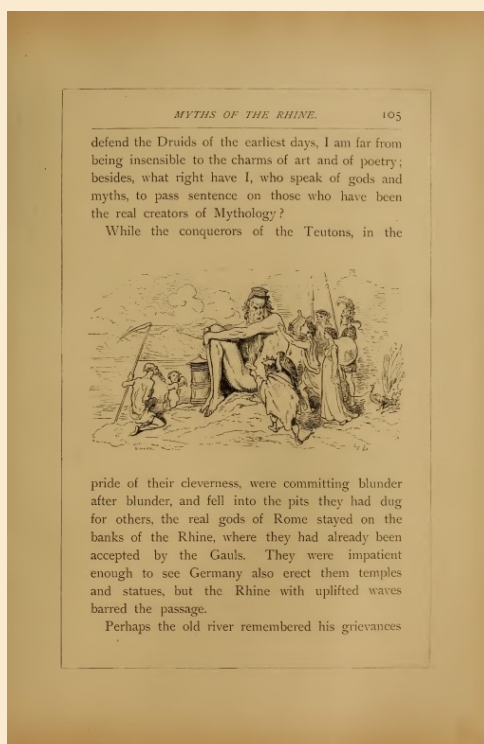 MYTHS OF THE RHINE. 105
defend the Druids of the earliest days, I am far from
being insensible to the charms of art and of poetry;
besides, what right have I, who speak of gods and
myths, to pass sentence on those who have been
the real creators of Mythology?
While the conquerors of the Teutons, in the
pride of their cleverness, were committing blunder
after blunder, and fell into the pits they had dug
for others, the real gods of Rome stayed on the
banks of the Rhine, where they had already been
accepted by the Gauls. They were impatient
enough to see Germany also erect them temples
and statues, but the Rhine with uplifted waves
barred the passage.
Perhaps the old river remembered his grievances